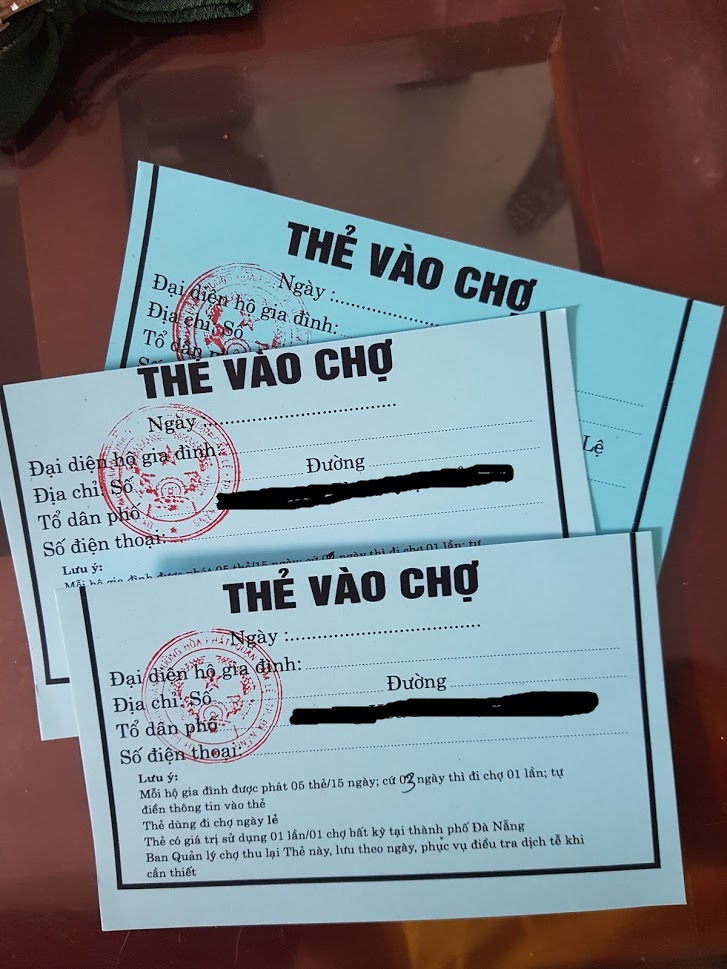 THẺ VÀO CHỢ
Ngày :
Đại diện hộ gia đình:
Địa chỉ: Số
Tổ dân
Lệ
THẺ VÀO CHỢ
Ngày :
Đại diện hộ gia đình:
Địa chỉ: Số Đường
Tổ dân phố
Số điện thoại:
Lưu ý:
Mỗi hộ gia đình được phát 05 thẻ/15 ngày; cứ ngày thì đi chợ 01 lần; tự
THẺ VÀO CHỢ
Ngày :
Đại diện hộ gia đình:
Địa chỉ: Số Đường
Tổ dân phố
Số điện thoại:
Lưu ý:
Mỗi hộ gia đình được phát 05 thẻ/15 ngày; cứ 03 ngày thì đi chợ 01 lần; tự
điền thông tin vào thẻ
Thẻ dùng đi chợ ngày lẻ
Thẻ có giá trị sử dụng 01 lần/01 chợ bất kỳ tại thành phố Đà Nẵng
Ban Quản lý chợ thu lại Thẻ này, lưu theo ngày, phục vụ điều tra dịch tễ khi
cần thiết